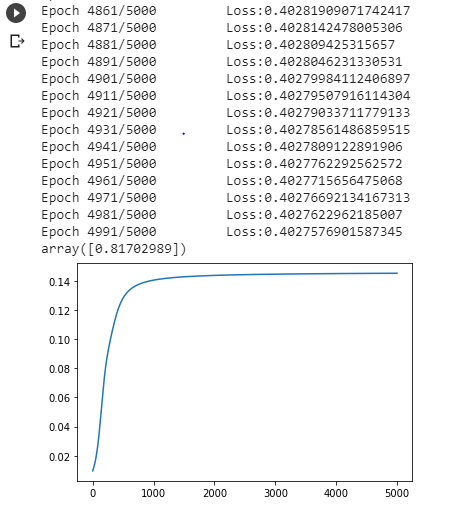 Epoch 4861/5000 Loss:0.40281909071742417
Epoch 4871/5000 Loss:0.4028142478005306
Epoch 4881/5000 Loss:0.402809425315657
Epoch 4891/5000 Loss:0.4028046231330531
Epoch 4901/5000 Loss:0.40279984112406897
Epoch 4911/5000 Loss:0.40279507916114304
Epoch 4921/5000 Loss:0.40279033711779133
Epoch 4931/5000 Loss:0.40278561486859515
Epoch 4941/5000 Loss:0.4027809122891906
Epoch 4951/5000 Loss:0.4027762292562572
Epoch 4961/5000 Loss:0.4027715656475068
Epoch 4971/5000 Loss:0.40276692134167313
Epoch 4981/5000 Loss:0.4027622962185007
Epoch 4991/5000 Loss:0.4027576901587345
array([0.81702989])
0.14
0.12
0.10
0.08
0.06
0.04
0.02
0 1000 2000 3000 4000 5000